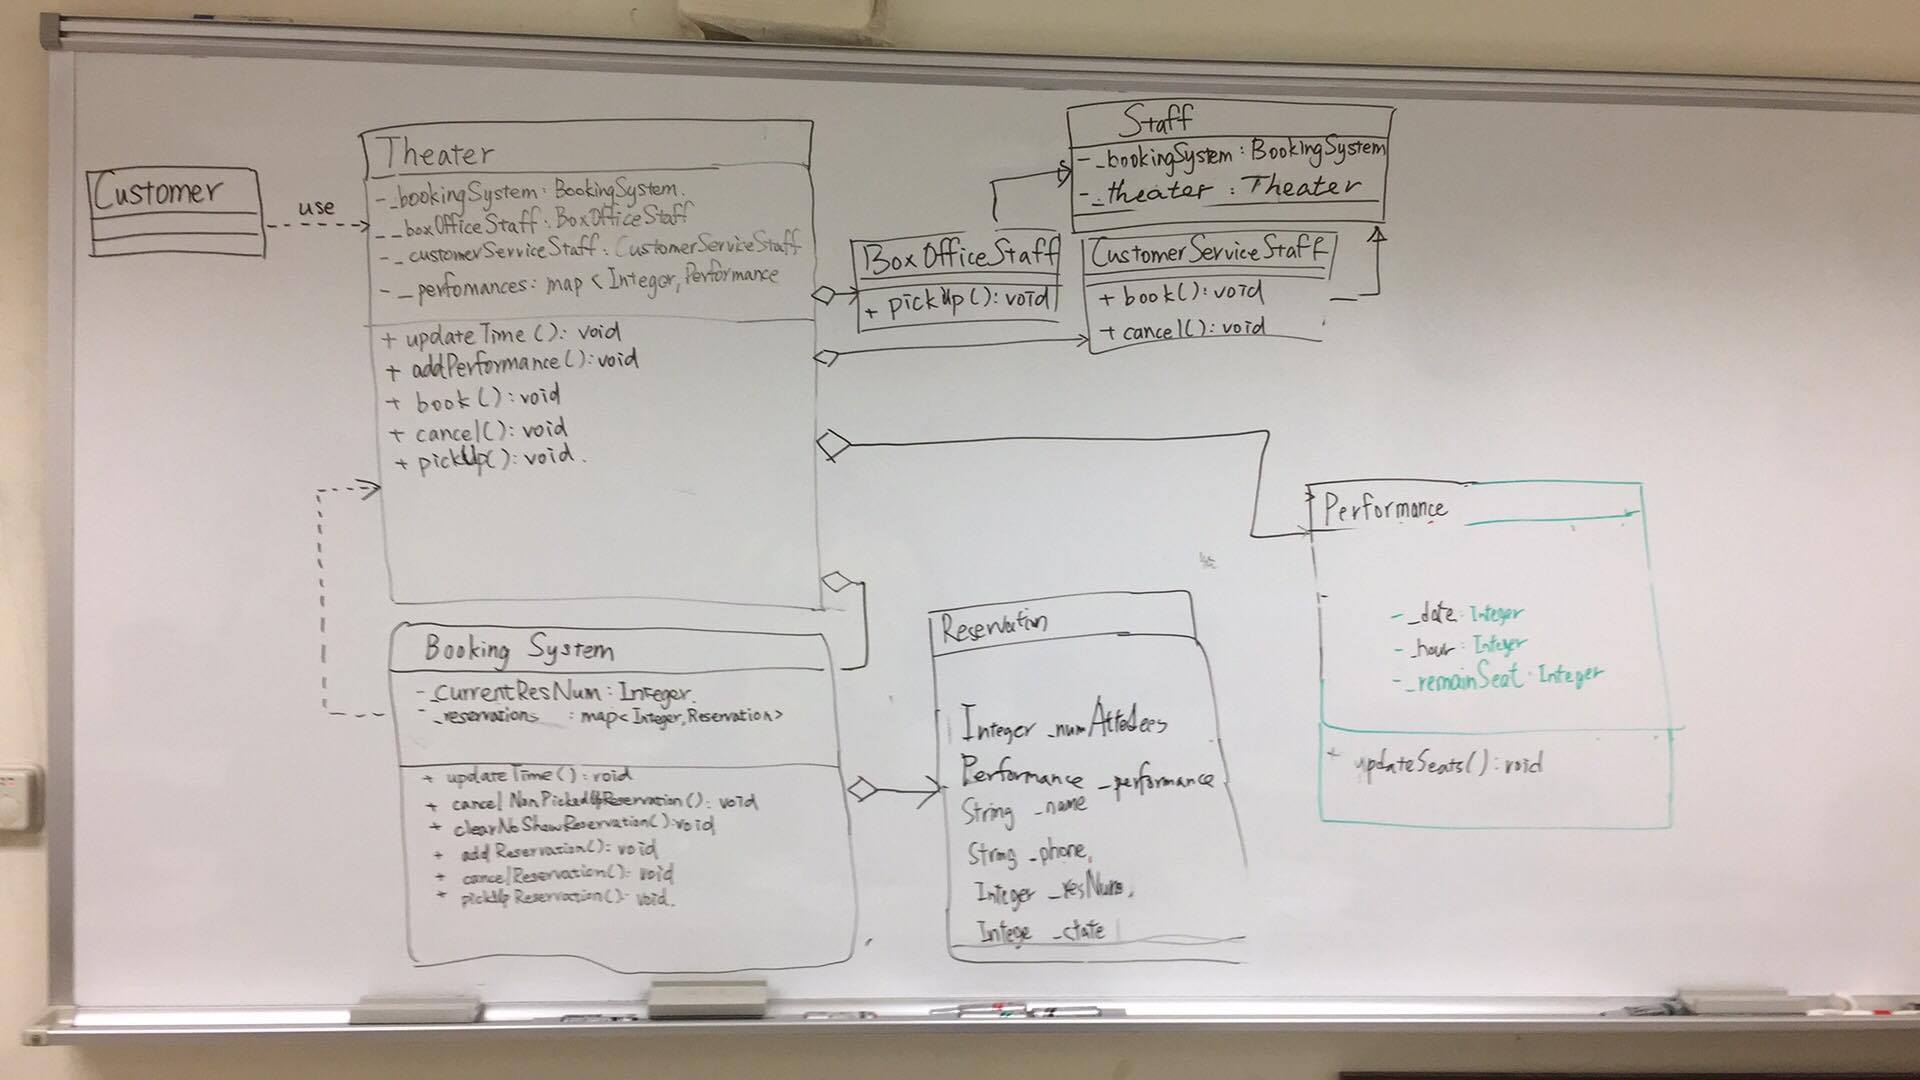 Customer
use
Theater
- _bookingSystem: BookingSystem.
- _boxOfficeStaff: BoxOfficeStaff
- _customerServiceStaff: CustomerServiceStaff
- _perfomances: map <Integer, Performance
+ updateTime(): void
+ addPerformance(): void
+ book(): void
+ cancel(): void
+ pickUp(): void.
Staff
- _bookingSystem: BookingSystem
- _theater: Theater
BoxOfficeStaff
+ pickUp(): void
CustomerServiceStaff
+ book(): void
+ cancel(): void
Performance
- _date: Integer
- _hour: Integer
- _remainSeat: Integer
+ updateSeats(): void
Booking System
- _currentResNum: Integer.
- _reservations : map<Integer, Reservation>
+ updateTime(): void
+ cancelNonPickedUpReservation(): void
+ clearNoShowReservation(): void
+ addReservation(): void
+ cancelReservation(): void
+ pickUpReservation(): void.
Reservation
Integer _numAttedees
Performance _performance
String _name
String _phone,
Integer _resNum,
Intege _ctate